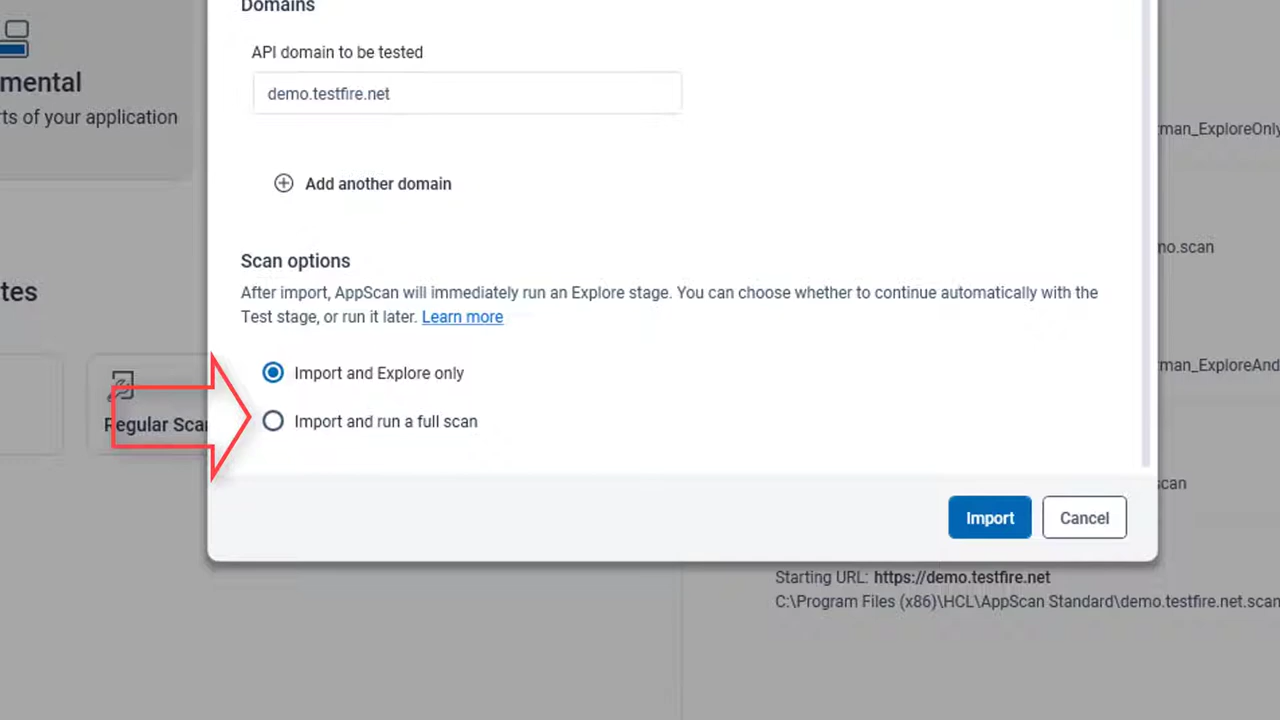 Domains
API domain to be tested
demo.testfire.net
Add another domain
Scan options
After import, AppScan will immediately run an Explore stage. You can choose whether to continue automatically with the
Test stage, or run it later. Learn more
Import and Explore only
Import and run a full scan
Import
Cancel
mental
rts of your application
tes
Regular Scan
man_ExploreOnly
mo.scan
man_ExploreAnd
scan
Starting URL: https://demo.testfire.net
C:\Program Files (x86)\HCL\AppScan Standard\demo.testfire.net.scan